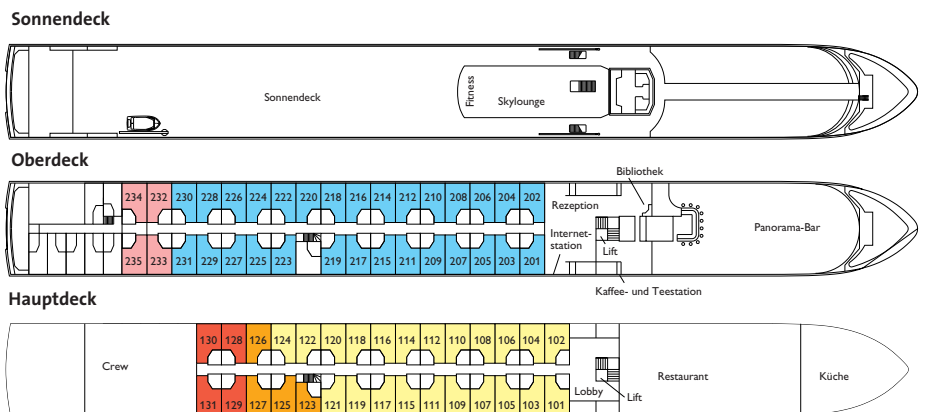 Sonnendeck
Fitness
Sonnendeck
Skylounge
Oberdeck
Bibliothek
234 232 230 228 226 224 222 220 218 216 214 212 210 208 206 204 202
Rezeption
Panorama-Bar
Internet-
station
Lift
235 233 231 229 227 225 223 219 217 215 211 209 207 205 203 201
Kaffee- und Teestation
Hauptdeck
130 128 126 124 122 120 118 116 114 112 110 108 106 104 102
Crew
Restaurant
Küche
Lobby
Lift
131 129 127 125 123 121 119 117 115 111 109 107 105 103 101